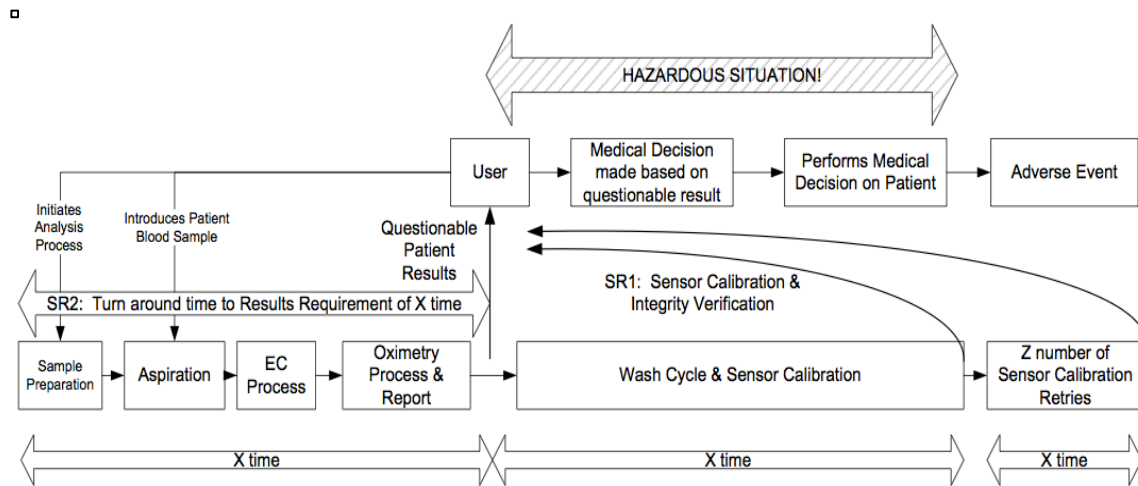 HAZARDOUS SITUATION!
User
Medical Decision
made based on
questionable result
Performs Medical
Decision on Patient
Adverse Event
Initiates
Analysis
Process
Introduces Patient
Blood Sample
Questionable
Patient
Results
SR1: Sensor Calibration &
Integrity Verification
SR2: Turn around time to Results Requirement of X time
Sample
Preparation
Aspiration
EC
Process
Oximetry
Process &
Report
Wash Cycle & Sensor Calibration
Z number of
Sensor Calibration
Retries
X time
X time
X time